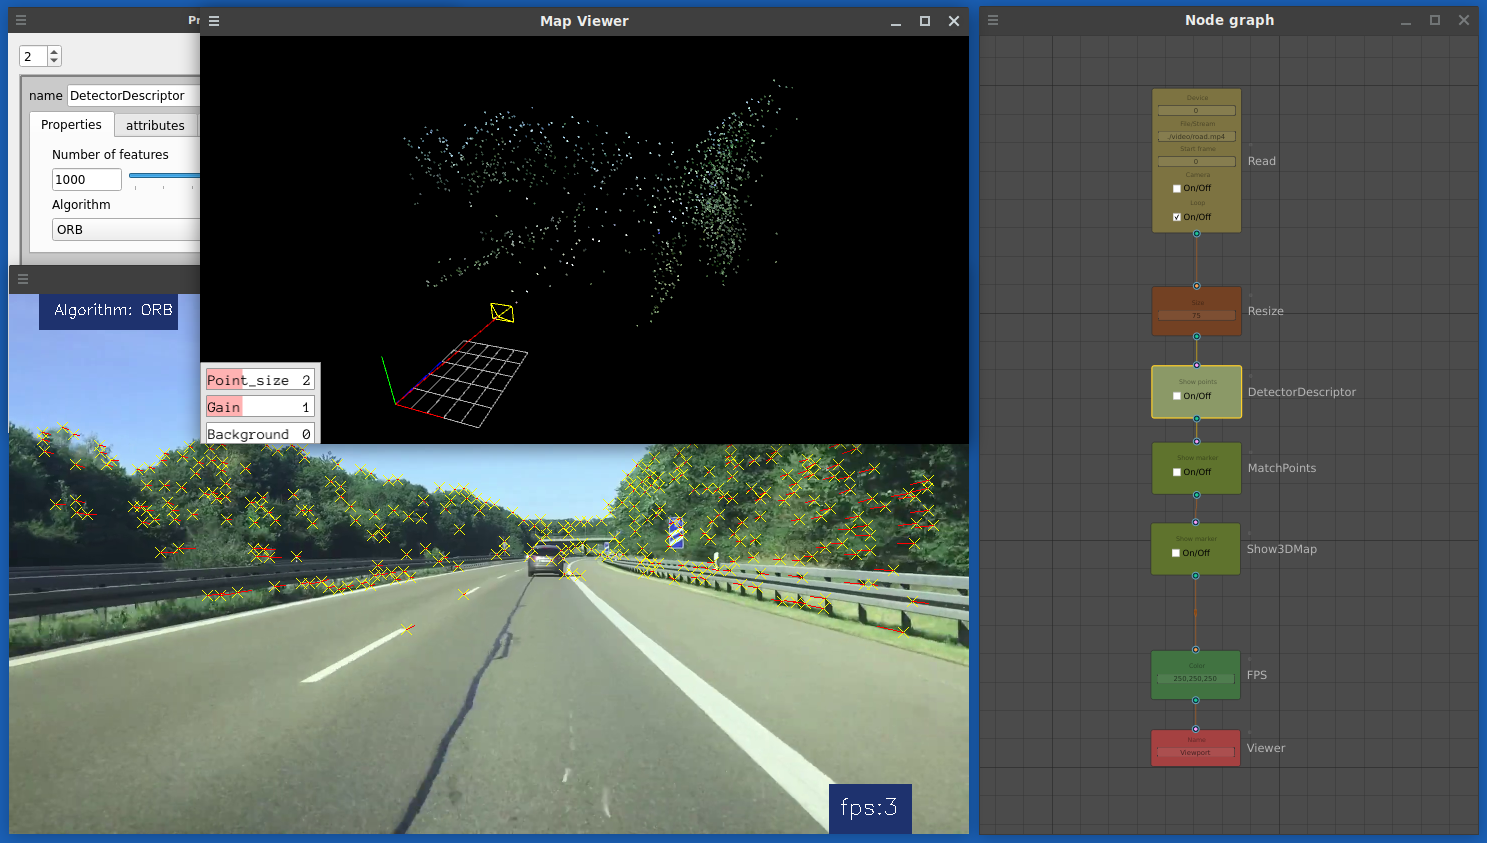 Pr
2
name DetectorDescriptor
Properties attributes
Number of features
1000
Algorithm
ORB
Map Viewer
Point_size 2
Gain 1
Background 0
Algorithm: ORB
fps:3
Node graph
Device
0
File/Stream
./video/road.mp4
Start frame
0
Camera
On/Off
Loop
On/Off
Read
Size
75
Resize
Show points
On/Off
DetectorDescriptor
Show marker
On/Off
MatchPoints
Show marker
On/Off
Show3DMap
Color
250,250,250
FPS
Name
Viewport
Viewer